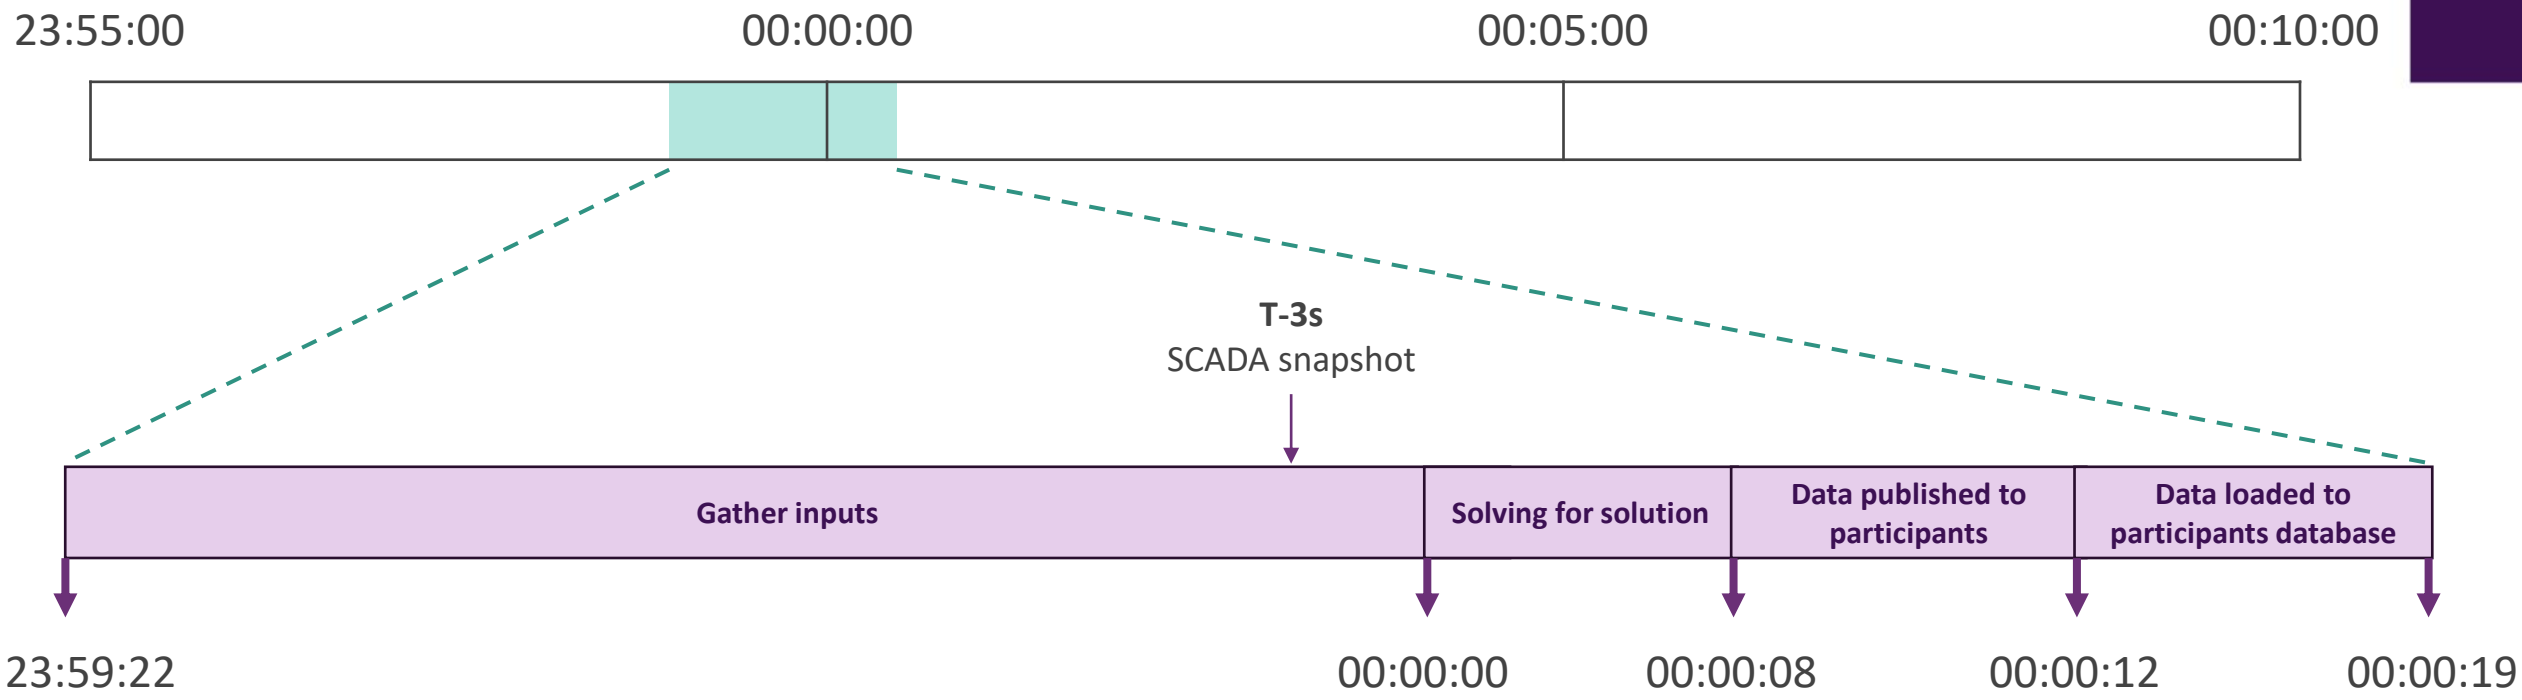 23:55:00
00:00:00
00:05:00
00:10:00
T-3s
SCADA snapshot
Gather inputs
Solving for solution
Data published to
participants
Data loaded to
participants database
23:59:22
00:00:00
00:00:08
00:00:12
00:00:19